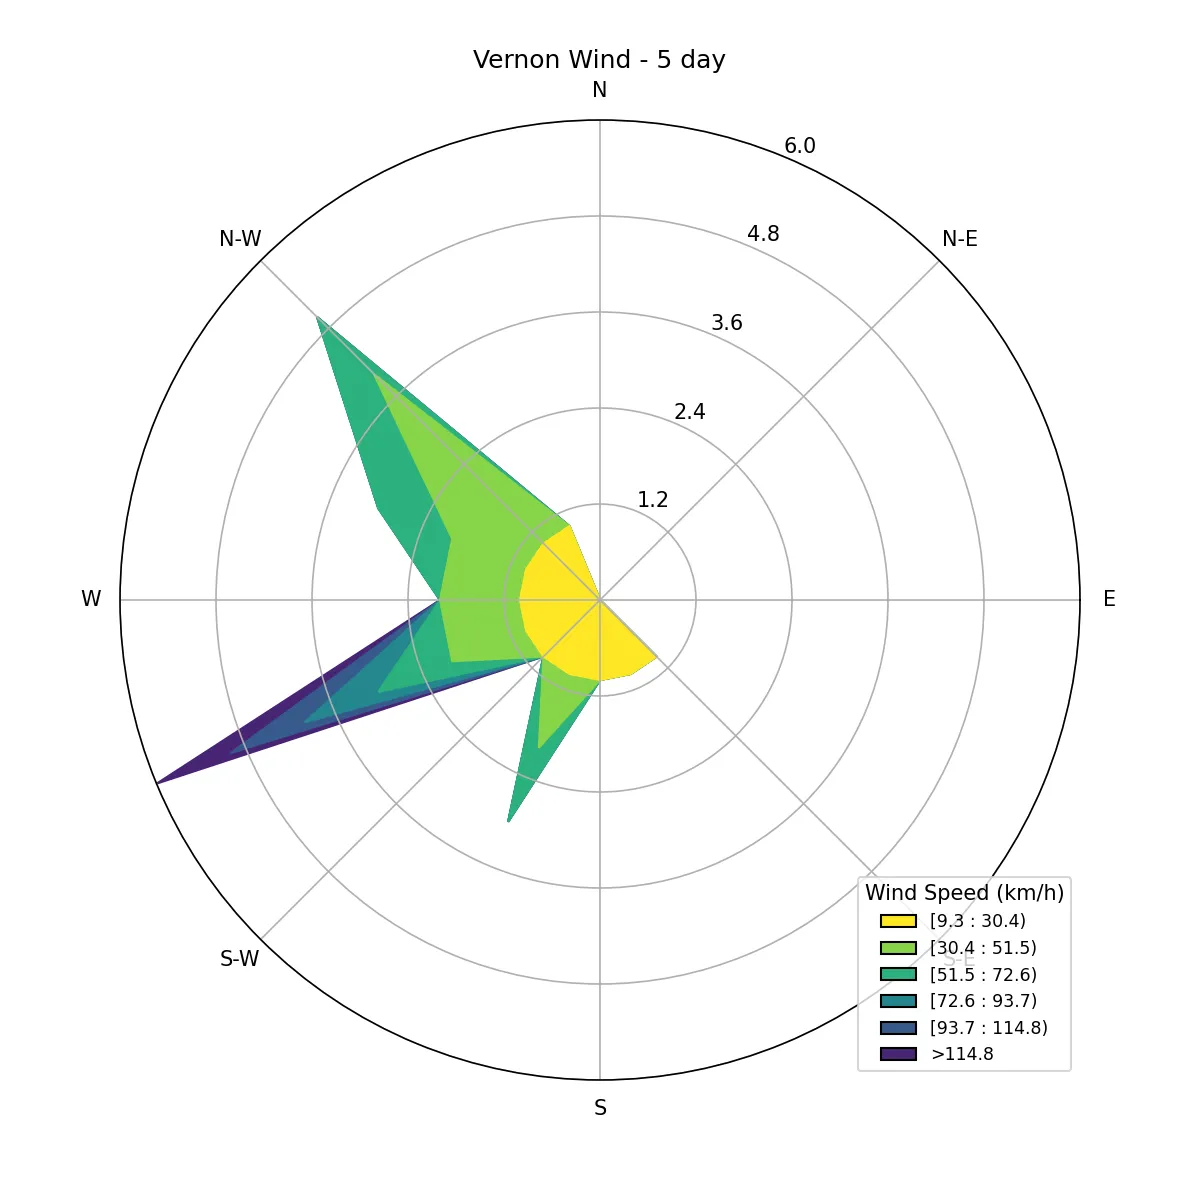 Vernon Wind - 5 day
N
6.0
N-W
N-E
4.8
3.6
2.4
1.2
W
E
S-W
S-E
S
Wind Speed (km/h)
[9.3 : 30.4)
[30.4 : 51.5)
[51.5 : 72.6)
[72.6 : 93.7)
[93.7 : 114.8)
>114.8